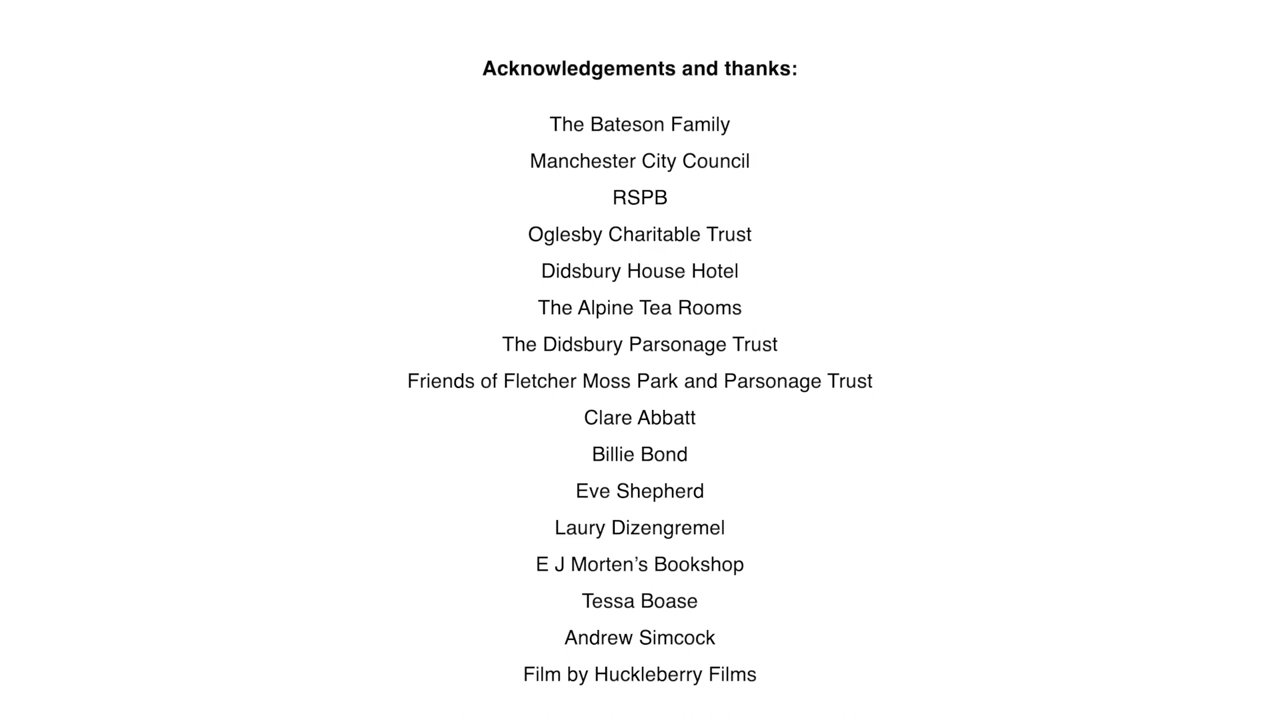 Acknowledgements and thanks:
The Bateson Family
Manchester City Council
RSPB
Oglesby Charitable Trust
Didsbury House Hotel
The Alpine Tea Rooms
The Didsbury Parsonage Trust
Friends of Fletcher Moss Park and Parsonage Trust
Clare Abbatt
Billie Bond
Eve Shepherd
Laury Dizengremel
E J Morten’s Bookshop
Tessa Boase
Andrew Simcock
Film by Huckleberry Films